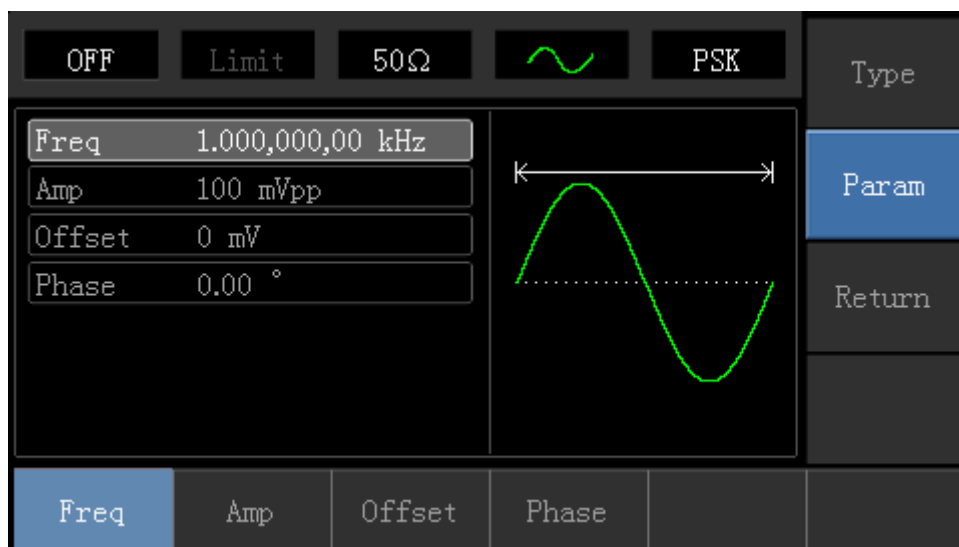 OFF Limit 50Ω PSK
Type
Freq 1.000,000,00 kHz
Amp 100 mVpp
Param
Offset 0 mV
Phase 0.00 °
Return
Freq Amp Offset Phase